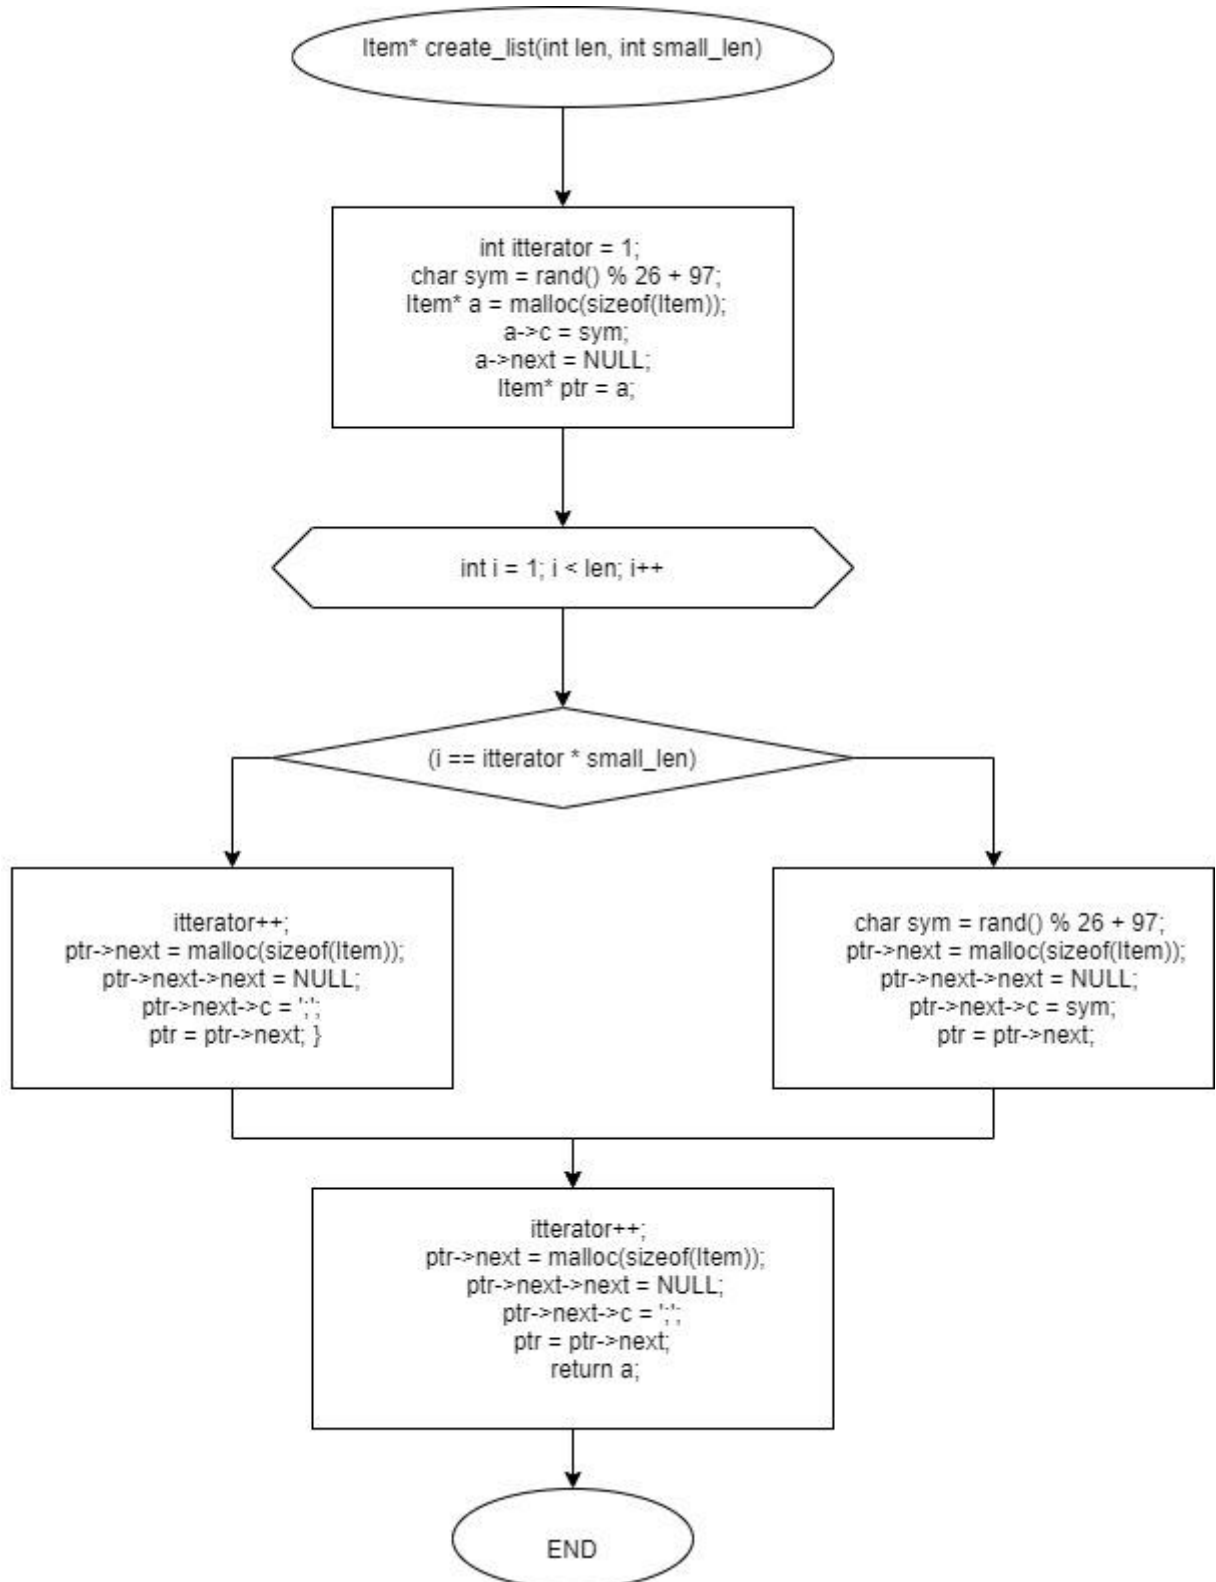 Item* create_list(int len, int small_len)
int itterator = 1;
char sym = rand() % 26 + 97;
Item* a = malloc(sizeof(Item));
a->c = sym;
a->next = NULL;
Item* ptr = a;
int i = 1; i < len; i++
(i == itterator * small_len)
itterator++;
ptr->next = malloc(sizeof(Item));
ptr->next->next = NULL;
ptr->next->c = ';';
ptr = ptr->next; }
char sym = rand() % 26 + 97;
ptr->next = malloc(sizeof(Item));
ptr->next->next = NULL;
ptr->next->c = sym;
ptr = ptr->next;
itterator++;
ptr->next = malloc(sizeof(Item));
ptr->next->next = NULL;
ptr->next->c = ';';
ptr = ptr->next;
return a;
END